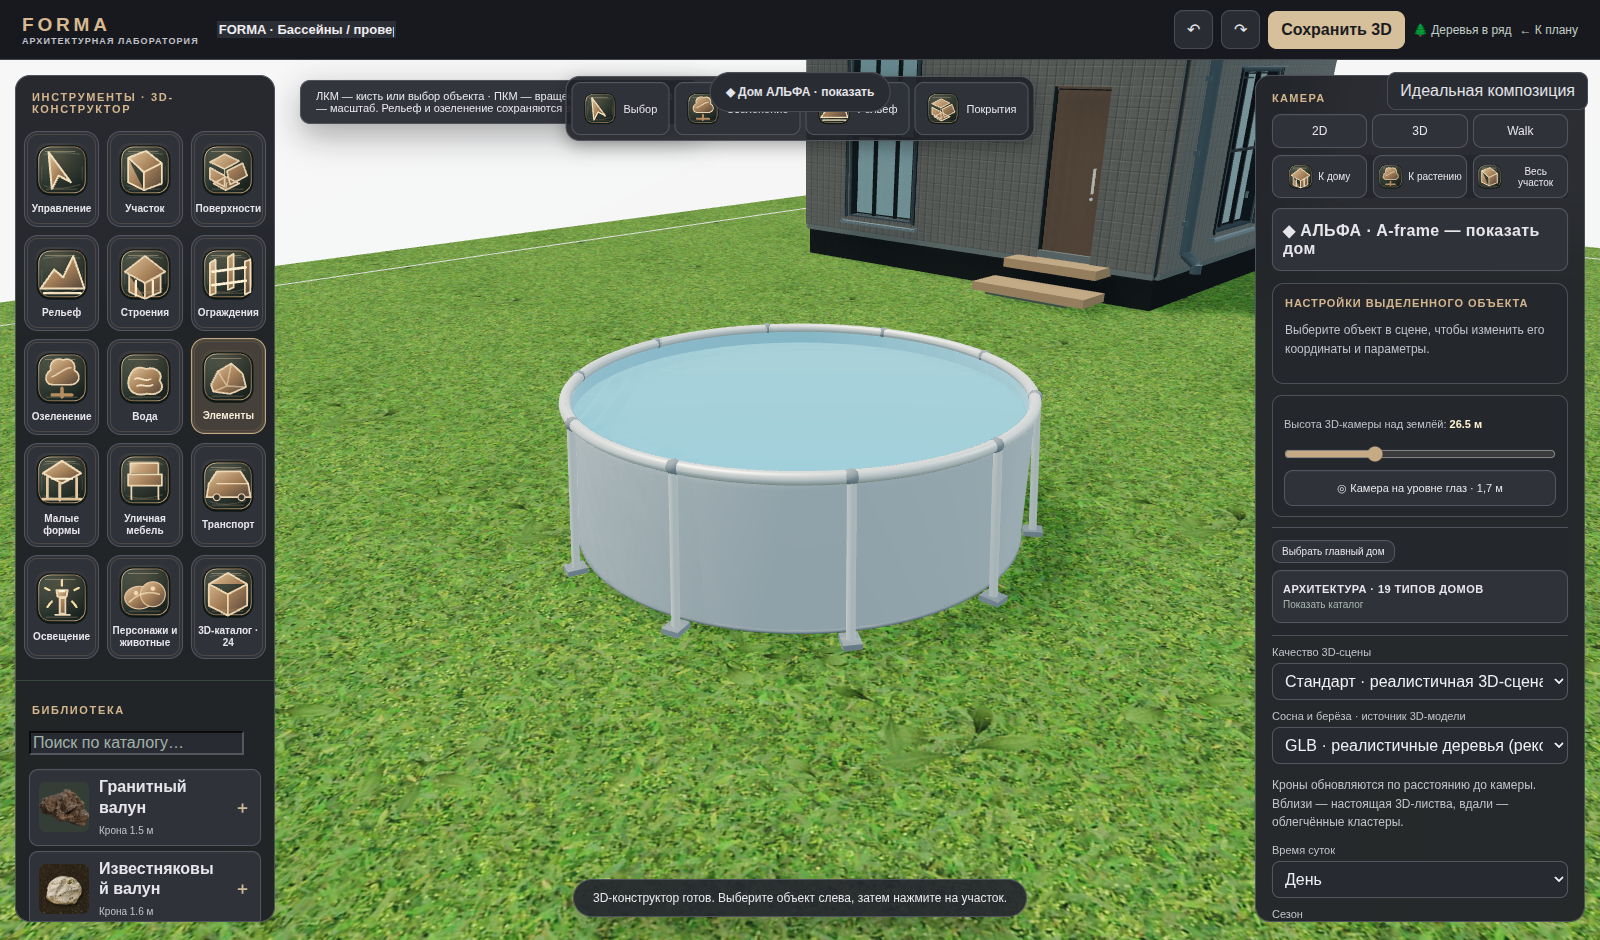 FORMA
АРХИТЕКТУРНАЯ ЛАБОРАТОРИЯ
FORMA · Бассейны / прове
↶
↷
Сохранить 3D
🌲 Деревья в ряд
← К плану
ИНСТРУМЕНТЫ · 3D-
КОНСТРУКТОР
Управление
Участок
Поверхности
Рельеф
Строения
Ограждения
Озеленение
Вода
Элементы
Малые
формы
Уличная
мебель
Транспорт
Освещение
Персонажи и
животные
3D-каталог ·
24
БИБЛИОТЕКА
Поиск по каталогу…
Гранитный
валун
+
Крона 1.5 м
Известняковы
й валун
+
Крона 1.6 м
ЛКМ — кисть или выбор объекта · ПКМ — враще
— масштаб. Рельеф и озеленение сохраняются
Выбор
◆ Дом АЛЬФА · показать
Покрытия
3D-конструктор готов. Выберите объект слева, затем нажмите на участок.
КАМЕРА
Идеальная композиция
2D
3D
Walk
К дому
К растению
Весь
участок
◆ АЛЬФА · A-frame — показать
дом
НАСТРОЙКИ ВЫДЕЛЕННОГО ОБЪЕКТА
Выберите объект в сцене, чтобы изменить его
координаты и параметры.
Высота 3D-камеры над землёй: 26.5 м
◎ Камера на уровне глаз · 1,7 м
Выбрать главный дом
АРХИТЕКТУРА · 19 ТИПОВ ДОМОВ
Показать каталог
Качество 3D-сцены
Стандарт · реалистичная 3D-сцена
Сосна и берёза · источник 3D-модели
GLB · реалистичные деревья (реко
Кроны обновляются по расстоянию до камеры.
Вблизи — настоящая 3D-листва, вдали —
облегчённые кластеры.
Время суток
День
Сезон